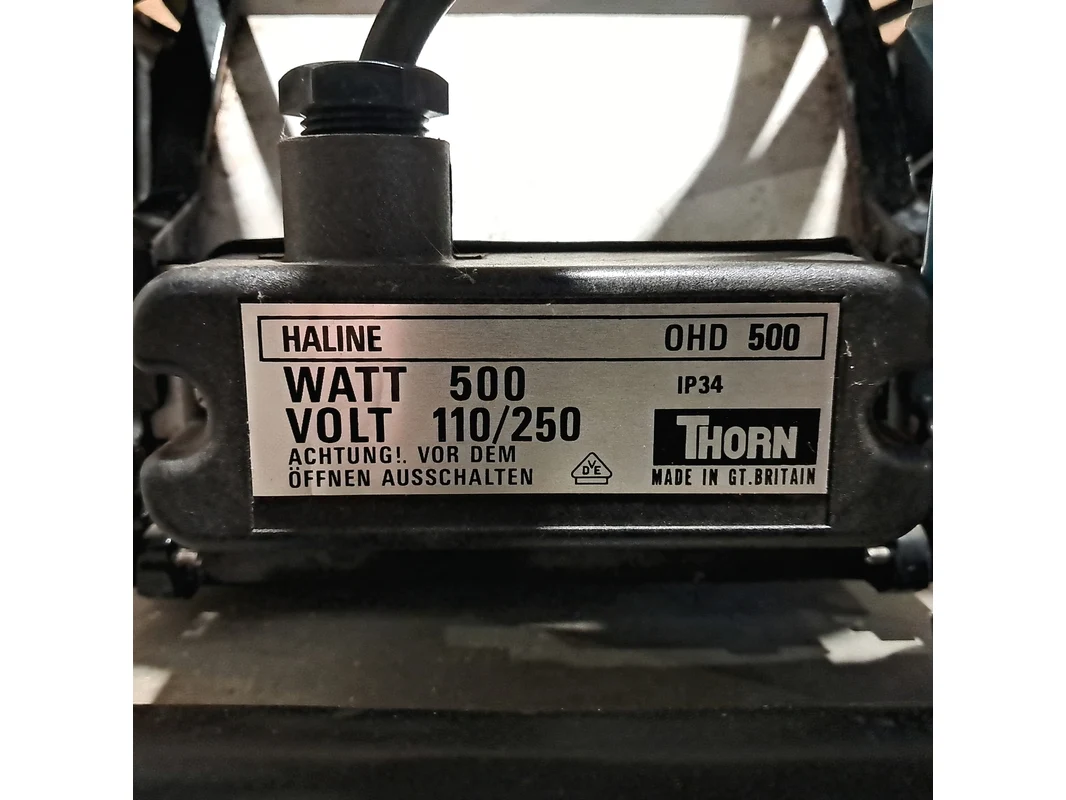 HALINE OHD 500
WATT 500 IP34
VOLT 110/250
THORN
ACHTUNG!. VOR DEM
ÖFFNEN AUSSCHALTEN
VDE
MADE IN GT.BRITAIN